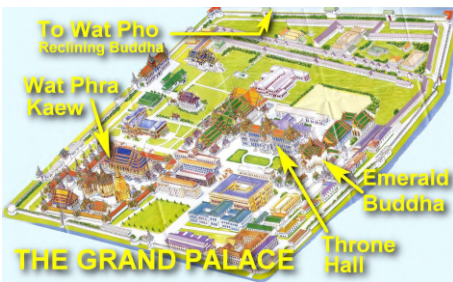 To Wat Pho
Reclining Buddha
Wat Phra
Kaew
Emerald
Buddha
Throne
Hall
THE GRAND PALACE